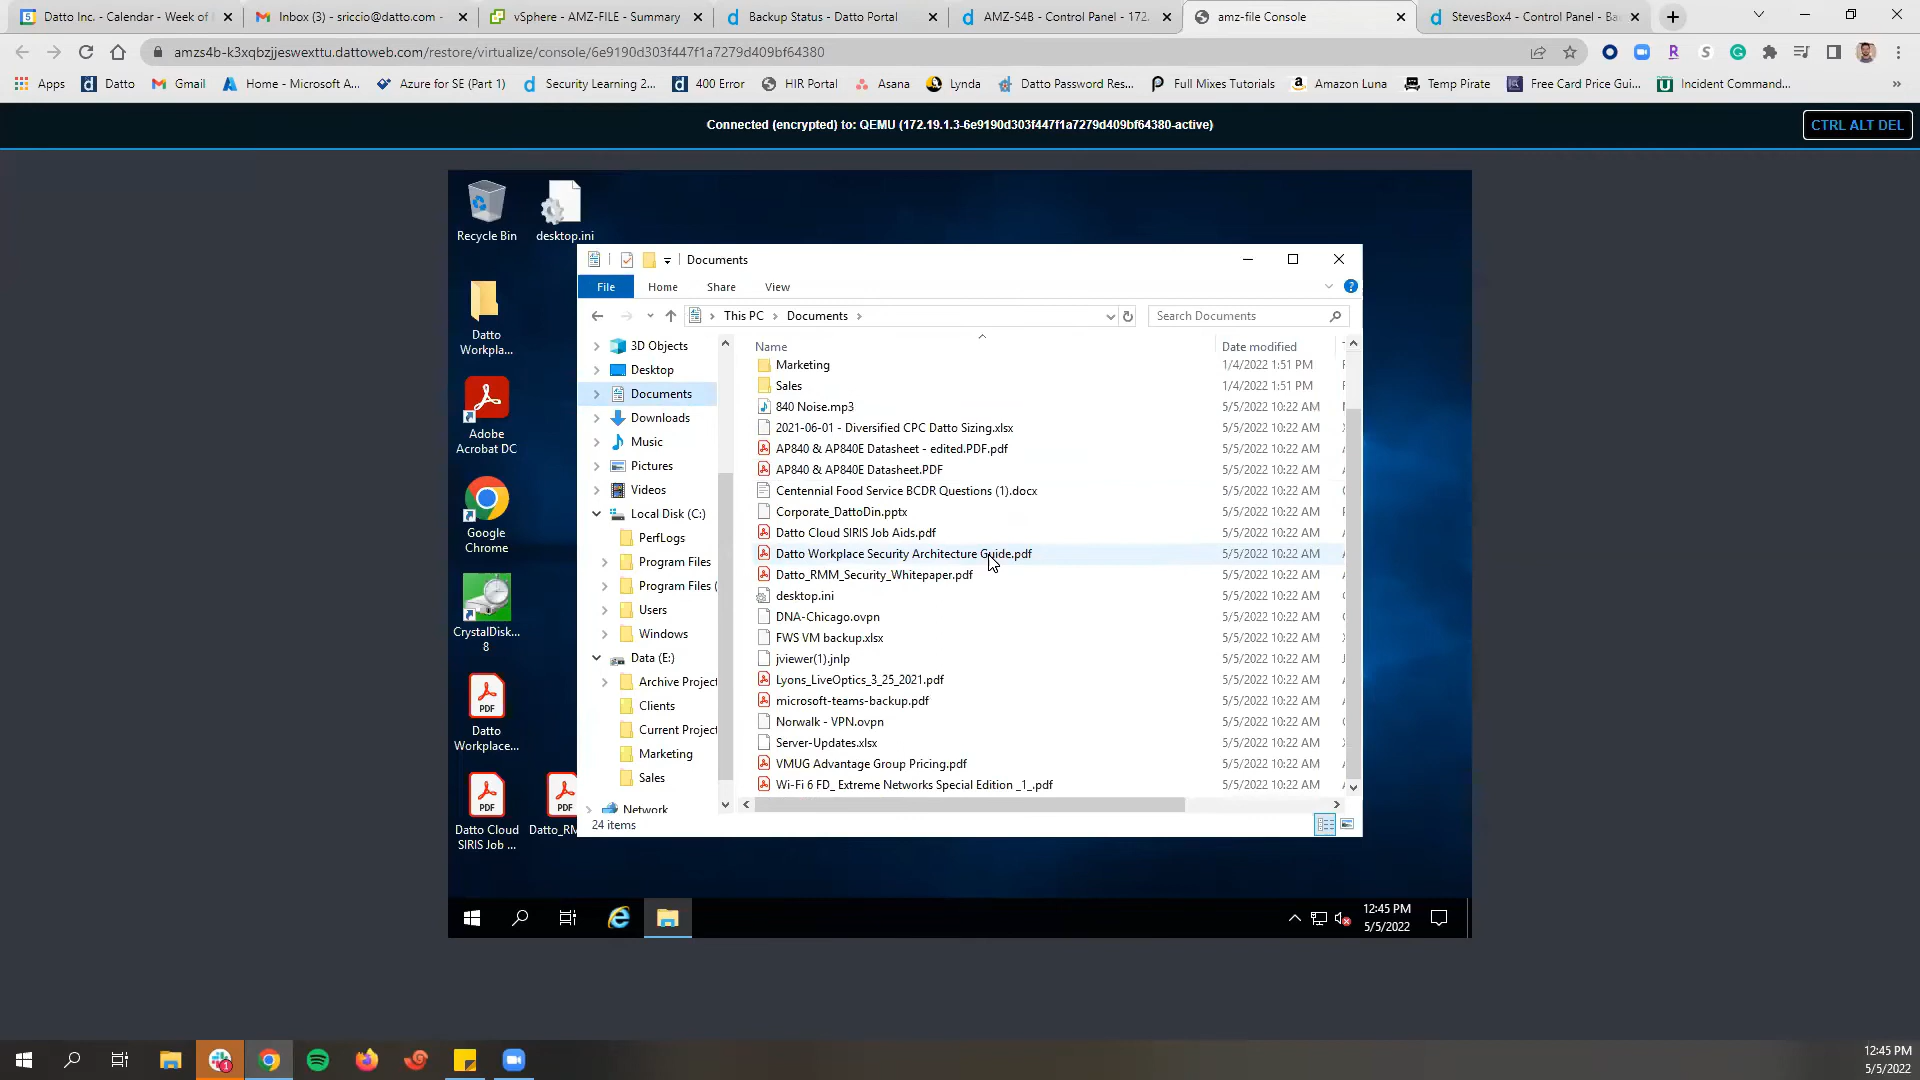 Datto Inc. - Calendar - Week of
Inbox (3) - sriccio@datto.com -
vSphere - AMZ-FILE - Summary
Backup Status - Datto Portal
AMZ-S4B - Control Panel - 172.
amz-file Console
StevesBox4 - Control Panel - Ba
amzs4b-k3xqbzjjeswexttu.dattoweb.com/restore/virtualize/console/6e9190d303f447f1a7279d409bf64380
Apps
Datto
Gmail
Home - Microsoft A...
Azure for SE (Part 1)
Security Learning 2...
400 Error
HIR Portal
Asana
Lynda
Datto Password Res...
Full Mixes Tutorials
Amazon Luna
Temp Pirate
Free Card Price Gui...
Incident Command...
Connected (encrypted) to: QEMU (172.19.1.3-6e9190d303f447f1a7279d409bf64380-active)
CTRL ALT DEL
Recycle Bin
desktop.ini
Datto
Workpla...
Adobe
Acrobat DC
Google
Chrome
CrystalDisk...
8
PDF
Datto
Workplace...
PDF
Datto Cloud
SIRIS Job ...
PDF
Datto_RM
Documents
File
Home
Share
View
This PC
Documents
Search Documents
3D Objects
Desktop
Documents
Downloads
Music
Pictures
Videos
Local Disk (C:)
PerfLogs
Program Files
Program Files (
Users
Windows
Data (E:)
Archive Project
Clients
Current Project
Marketing
Sales
Network
Name
Date modified
Marketing 1/4/2022 1:51 PM
Sales 1/4/2022 1:51 PM
840 Noise.mp3 5/5/2022 10:22 AM
2021-06-01 - Diversified CPC Datto Sizing.xlsx 5/5/2022 10:22 AM
AP840 & AP840E Datasheet - edited.PDF.pdf 5/5/2022 10:22 AM
AP840 & AP840E Datasheet.PDF 5/5/2022 10:22 AM
Centennial Food Service BCDR Questions (1).docx 5/5/2022 10:22 AM
Corporate_DattoDin.pptx 5/5/2022 10:22 AM
Datto Cloud SIRIS Job Aids.pdf 5/5/2022 10:22 AM
Datto Workplace Security Architecture Guide.pdf 5/5/2022 10:22 AM
Datto_RMM_Security_Whitepaper.pdf 5/5/2022 10:22 AM
desktop.ini 5/5/2022 10:22 AM
DNA-Chicago.ovpn 5/5/2022 10:22 AM
FWS VM backup.xlsx 5/5/2022 10:22 AM
jviewer(1).jnlp 5/5/2022 10:22 AM
Lyons_LiveOptics_3_25_2021.pdf 5/5/2022 10:22 AM
microsoft-teams-backup.pdf 5/5/2022 10:22 AM
Norwalk - VPN.ovpn 5/5/2022 10:22 AM
Server-Updates.xlsx 5/5/2022 10:22 AM
VMUG Advantage Group Pricing.pdf 5/5/2022 10:22 AM
Wi-Fi 6 FD_ Extreme Networks Special Edition _1_.pdf 5/5/2022 10:22 AM
24 items
12:45 PM
5/5/2022
12:45 PM
5/5/2022